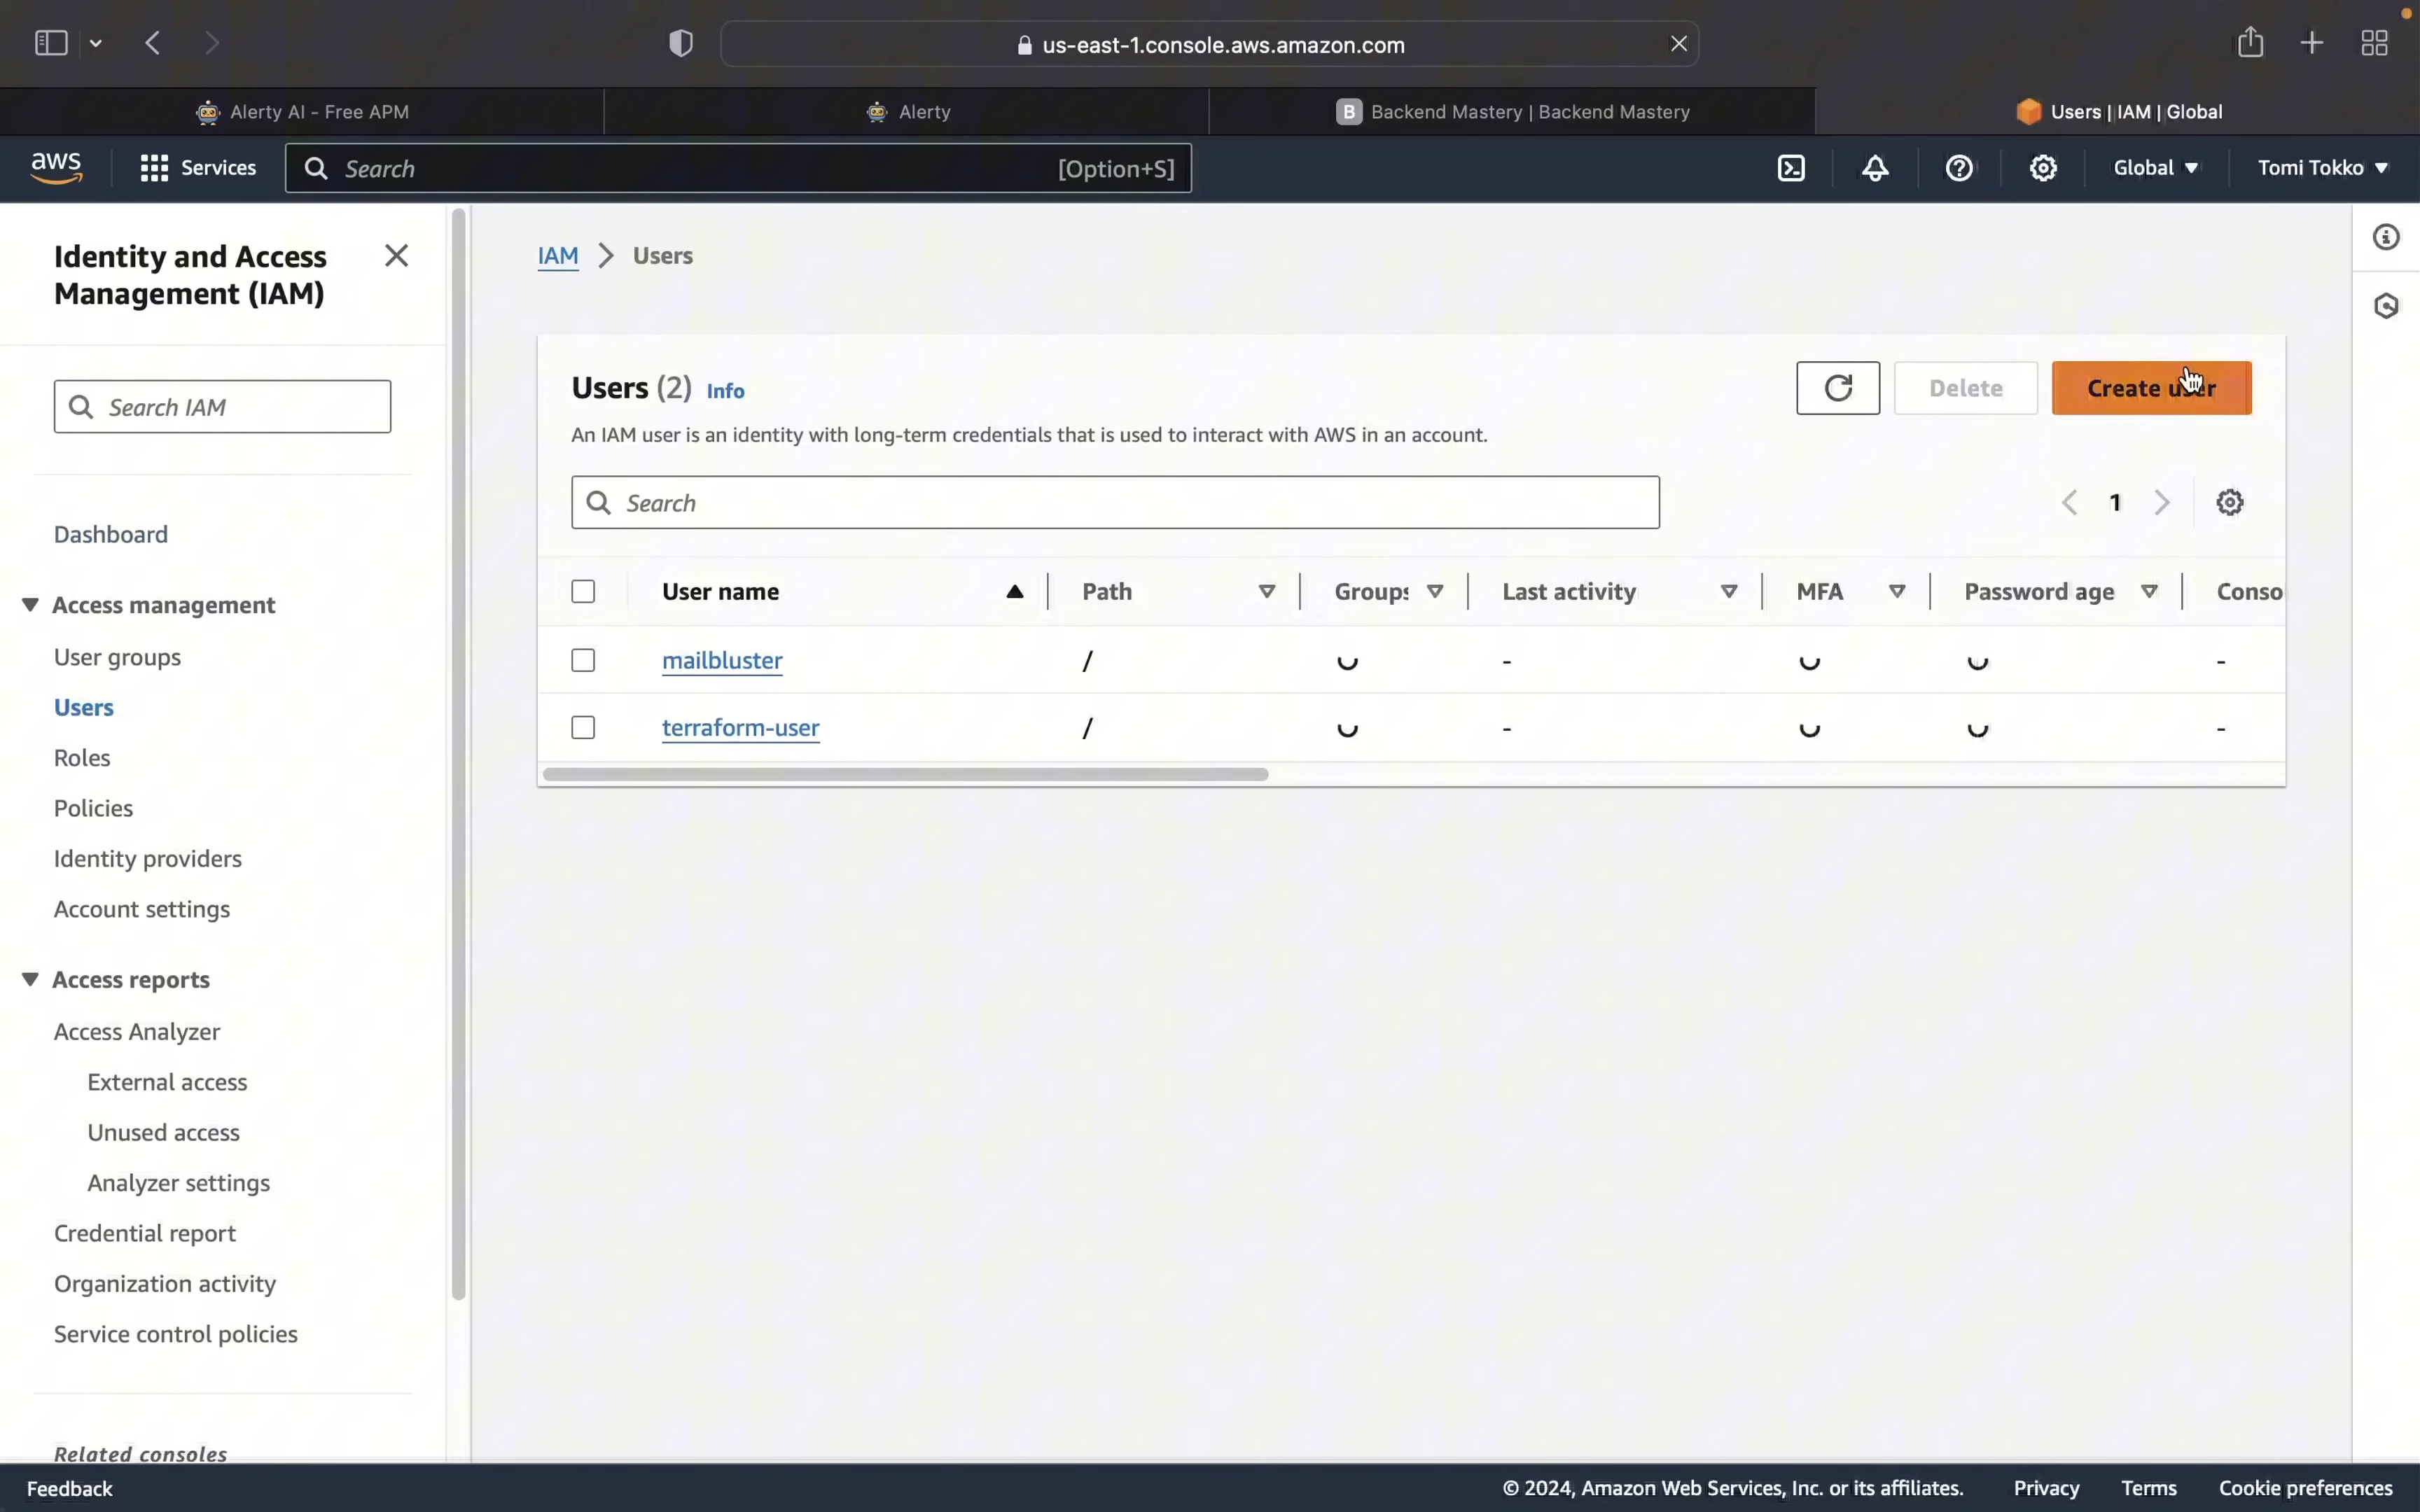 us-east-1.console.aws.amazon.com
Alerty AI - Free APM
Alerty
B Backend Mastery | Backend Mastery
Users | IAM | Global
aws
Services
Search [Option+S]
Global
Tomi Tokko
Identity and Access
Management (IAM)
Search IAM
Dashboard
Access management
User groups
Users
Roles
Policies
Identity providers
Account settings
Access reports
Access Analyzer
External access
Unused access
Analyzer settings
Credential report
Organization activity
Service control policies
Related consoles
IAM > Users
Users (2) Info
Delete
Create user
An IAM user is an identity with long-term credentials that is used to interact with AWS in an account.
Search
1
User name Path Groups Last activity MFA Password age Conso
mailbluster / - -
terraform-user / - -
Feedback
© 2024, Amazon Web Services, Inc. or its affiliates. Privacy Terms Cookie preferences